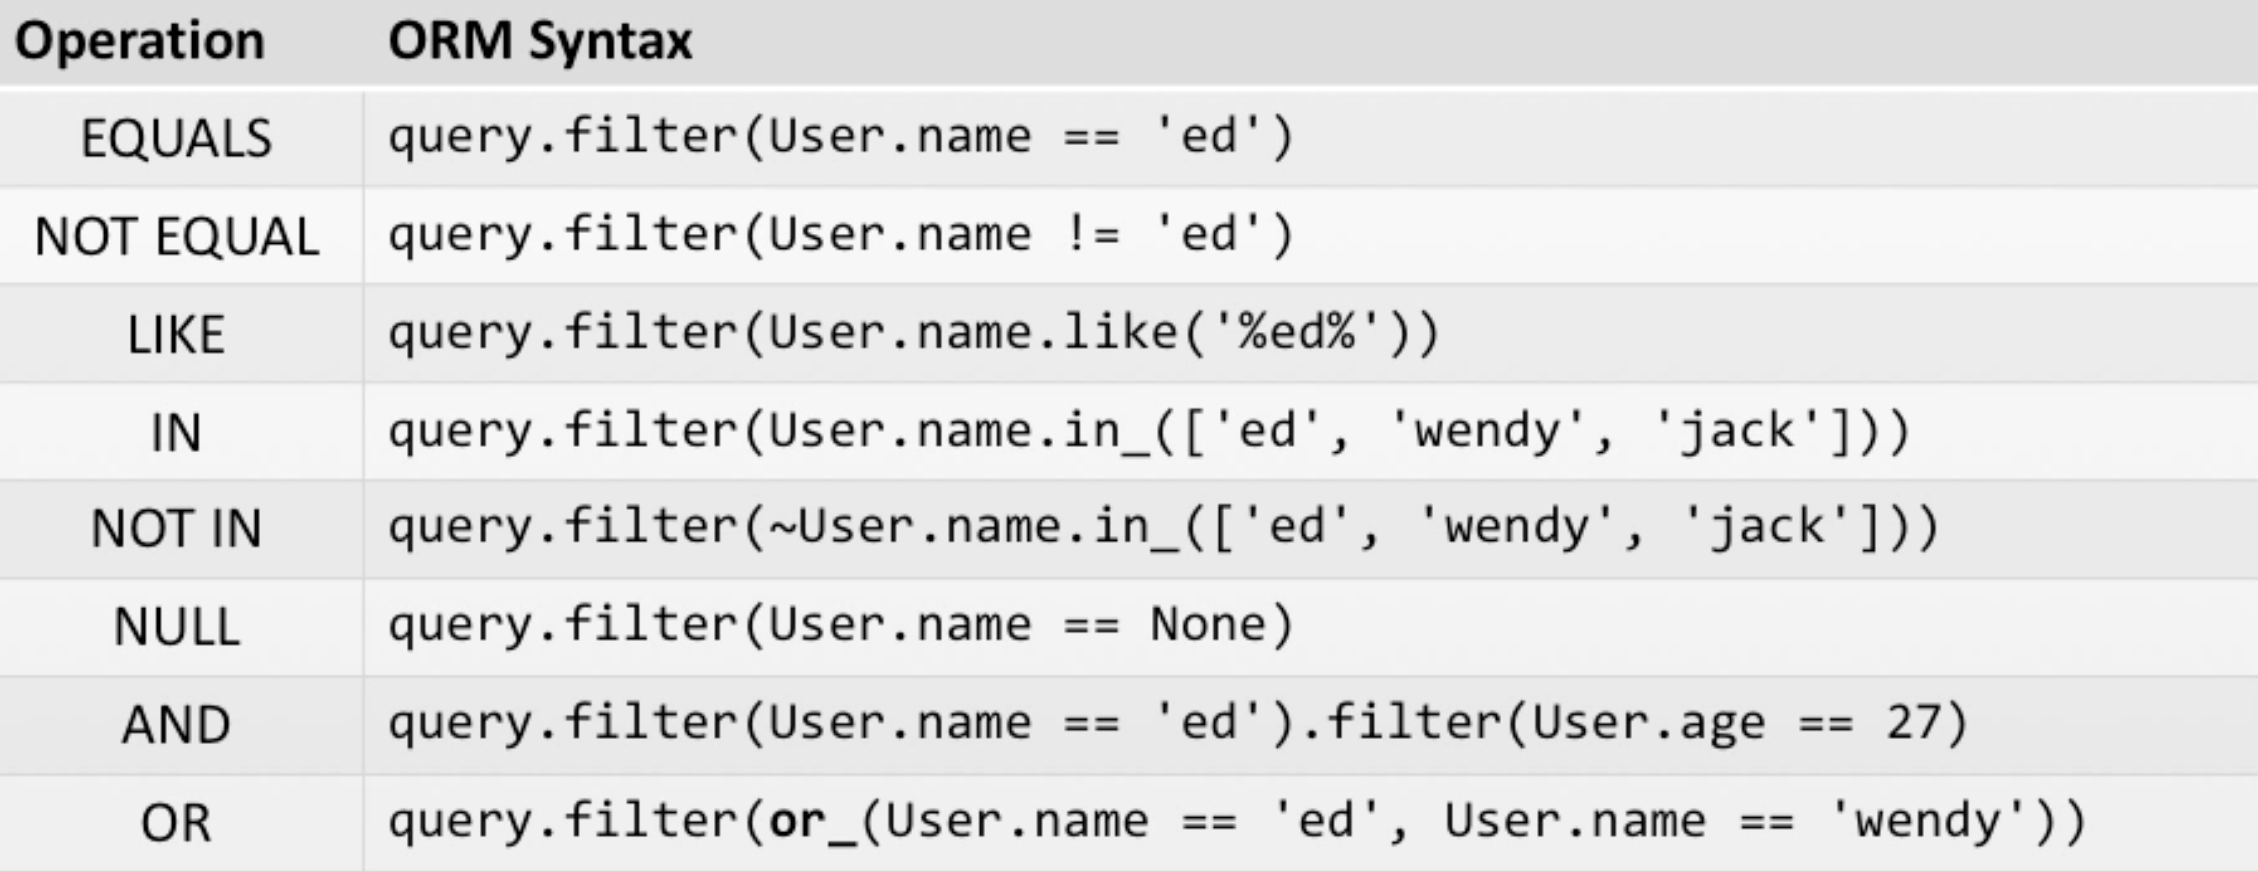 Operation ORM Syntax
EQUALS query.filter(User.name == 'ed')
NOT EQUAL query.filter(User.name != 'ed')
LIKE query.filter(User.name.like('%ed%'))
IN query.filter(User.name.in_(['ed', 'wendy', 'jack']))
NOT IN query.filter(~User.name.in_(['ed', 'wendy', 'jack']))
NULL query.filter(User.name == None)
AND query.filter(User.name == 'ed').filter(User.age == 27)
OR query.filter(or_(User.name == 'ed', User.name == 'wendy'))